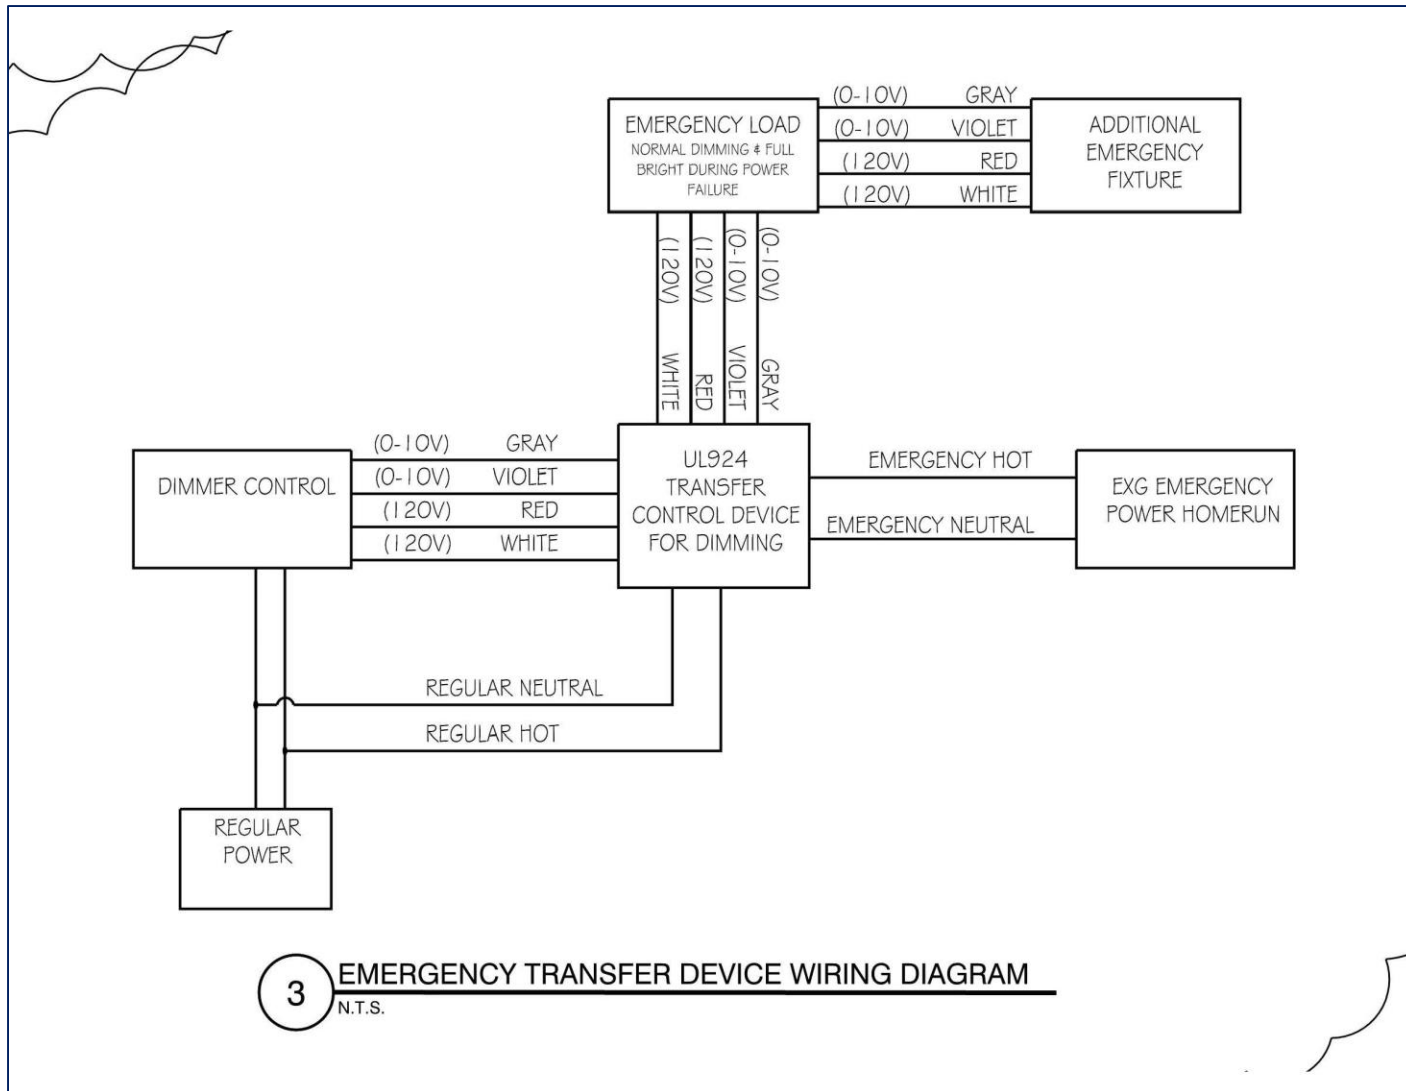 (0-10V) GRAY
(0-10V) VIOLET
(120V) RED
(120V) WHITE
EMERGENCY LOAD
NORMAL DIMMING & FULL
BRIGHT DURING POWER
FAILURE
ADDITIONAL
EMERGENCY
FIXTURE
(120V) WHITE
(120V) RED
(0-10V) VIOLET
(0-10V) GRAY
DIMMER CONTROL
(0-10V) GRAY
(0-10V) VIOLET
(120V) RED
(120V) WHITE
UL924
TRANSFER
CONTROL DEVICE
FOR DIMMING
EMERGENCY HOT
EMERGENCY NEUTRAL
EXG EMERGENCY
POWER HOMERUN
REGULAR NEUTRAL
REGULAR HOT
REGULAR
POWER
3 EMERGENCY TRANSFER DEVICE WIRING DIAGRAM
N.T.S.